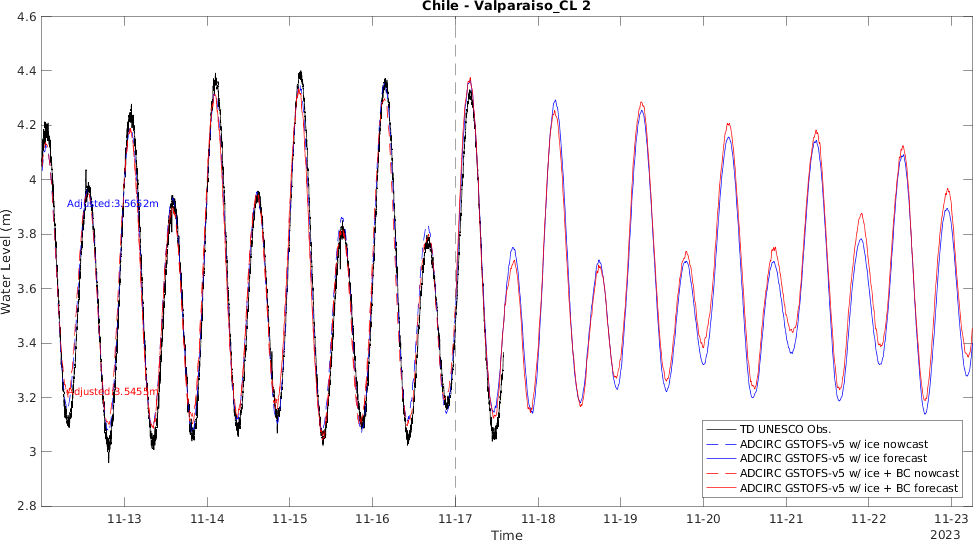 Chile - Valparaiso_CL 2
4.6
4.4
4.2
4
3.8
3.6
3.4
3.2
3
2.8
Water Level (m)
Adjusted:3.5652m
Adjusted:3.5455m
TD UNESCO Obs.
ADCIRC GSTOFS-v5 w/ ice nowcast
ADCIRC GSTOFS-v5 w/ ice forecast
ADCIRC GSTOFS-v5 w/ ice + BC nowcast
ADCIRC GSTOFS-v5 w/ ice + BC forecast
11-13 11-14 11-15 11-16 11-17 11-18 11-19 11-20 11-21 11-22 11-23
2023
Time